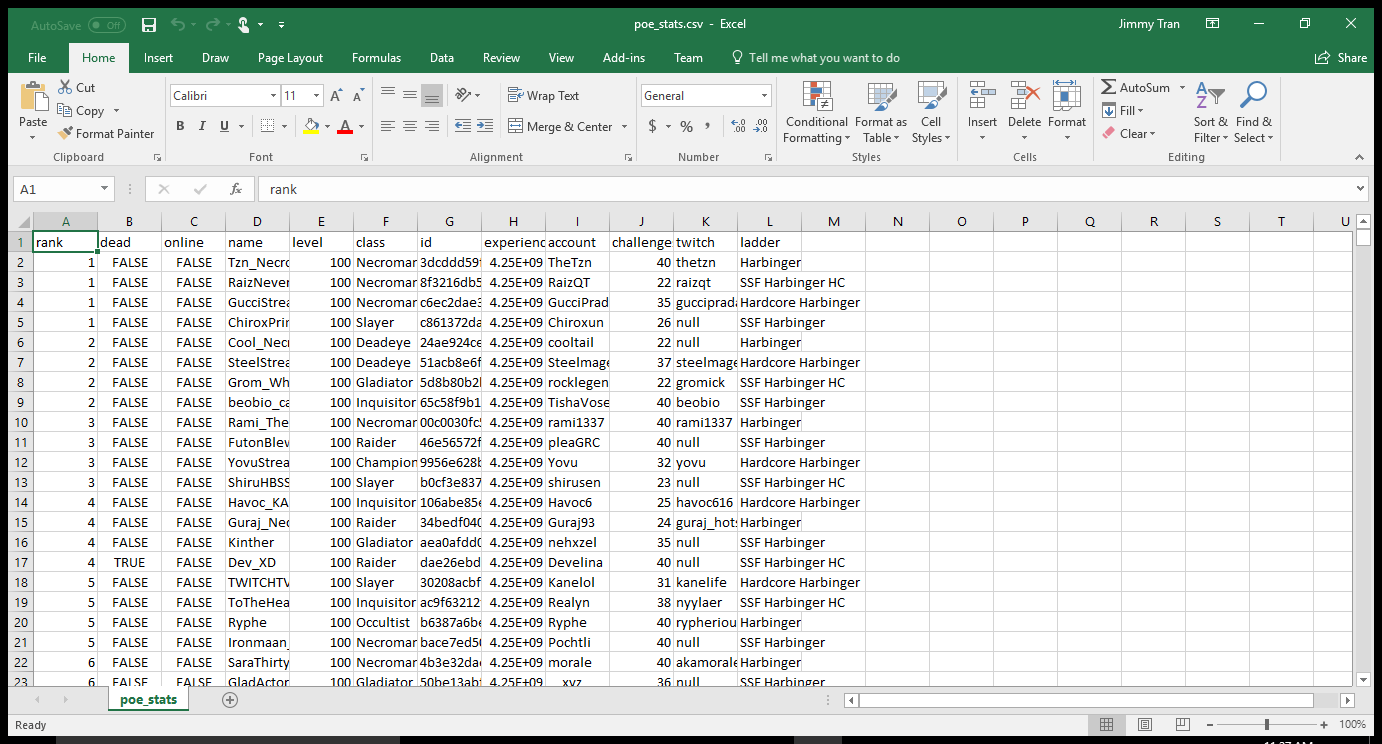 AutoSave Off poe_stats.csv - Excel Jimmy Tran
File Home Insert Draw Page Layout Formulas Data Review View Add-ins Team Tell me what you want to do Share
Paste Cut Copy Format Painter Clipboard
Calibri 11 B I U Font
Wrap Text Merge & Center Alignment
General $ % , Number
Conditional Formatting Format as Table Cell Styles Styles
Insert Delete Format Cells
AutoSum Fill Clear Sort & Filter Find & Select Editing
A1 fx rank
A B C D E F G H I J K L M N O P Q R S T U
1 rank dead online name level class id experienc account challenge twitch ladder
2 1 FALSE FALSE Tzn_Necro 100 Necroman 3dcddd59 4.25E+09 TheTzn 40 thetzn Harbinger
3 1 FALSE FALSE RaizNever 100 Necroman 8f3216db5 4.25E+09 RaizQT 22 raizqt SSF Harbinger HC
4 1 FALSE FALSE GucciStrea 100 Necroman c6ec2dae3 4.25E+09 GucciPrad 35 gucciprada Hardcore Harbinger
5 1 FALSE FALSE ChiroxPrin 100 Slayer c861372da 4.25E+09 Chiroxun 26 null SSF Harbinger
6 2 FALSE FALSE Cool_Necr 100 Deadeye 24ae924ce 4.25E+09 cooltail 22 null Harbinger
7 2 FALSE FALSE SteelStrea 100 Deadeye 51acb8e6f 4.25E+09 Steelmage 37 steelmage Hardcore Harbinger
8 2 FALSE FALSE Grom_Wh 100 Gladiator 5d8b80b2 4.25E+09 rocklegen 22 gromick SSF Harbinger HC
9 2 FALSE FALSE beobio_ca 100 Inquisitor 65c58f9b1 4.25E+09 TishaVose 40 beobio SSF Harbinger
10 3 FALSE FALSE Rami_The 100 Necroman 00c0030fc 4.25E+09 rami1337 40 rami1337 Harbinger
11 3 FALSE FALSE FutonBlew 100 Raider 46e56572f 4.25E+09 pleaGRC 40 null SSF Harbinger
12 3 FALSE FALSE YovuStrea 100 Champion 9956e628b 4.25E+09 Yovu 32 yovu Hardcore Harbinger
13 3 FALSE FALSE ShiruHBSS 100 Slayer b0cf3e837 4.25E+09 shirusen 23 null SSF Harbinger HC
14 4 FALSE FALSE Havoc_KA 100 Inquisitor 106abe85e 4.25E+09 Havoc6 25 havoc616 Hardcore Harbinger
15 4 FALSE FALSE Guraj_Nec 100 Raider 34bedf040 4.25E+09 Guraj93 24 guraj_hots Harbinger
16 4 FALSE FALSE Kinther 100 Gladiator aea0afdd0 4.25E+09 nehxzel 35 null SSF Harbinger
17 4 TRUE FALSE Dev_XD 100 Raider dae26ebd 4.25E+09 Develina 40 null SSF Harbinger HC
18 5 FALSE FALSE TWITCHTV 100 Slayer 30208acbf 4.25E+09 Kanelol 31 kanelife Hardcore Harbinger
19 5 FALSE FALSE ToTheHea 100 Inquisitor ac9f63212 4.25E+09 Realyn 38 nyylaer SSF Harbinger HC
20 5 FALSE FALSE Ryphe 100 Occultist b6387a6be 4.25E+09 Ryphe 40 rypheriou Harbinger
21 5 FALSE FALSE Ironmaan_ 100 Necroman bace7ed5 4.25E+09 Pochtli 40 null SSF Harbinger
22 6 FALSE FALSE SaraThirty 100 Necroman 4b3e32da 4.25E+09 morale 40 akamorale Harbinger
23 6 FALSE FALSE GladActor 100 Gladiator 50be13ab 4.25E+09 xyz 36 null SSF Harbinger
poe_stats
Ready 100%